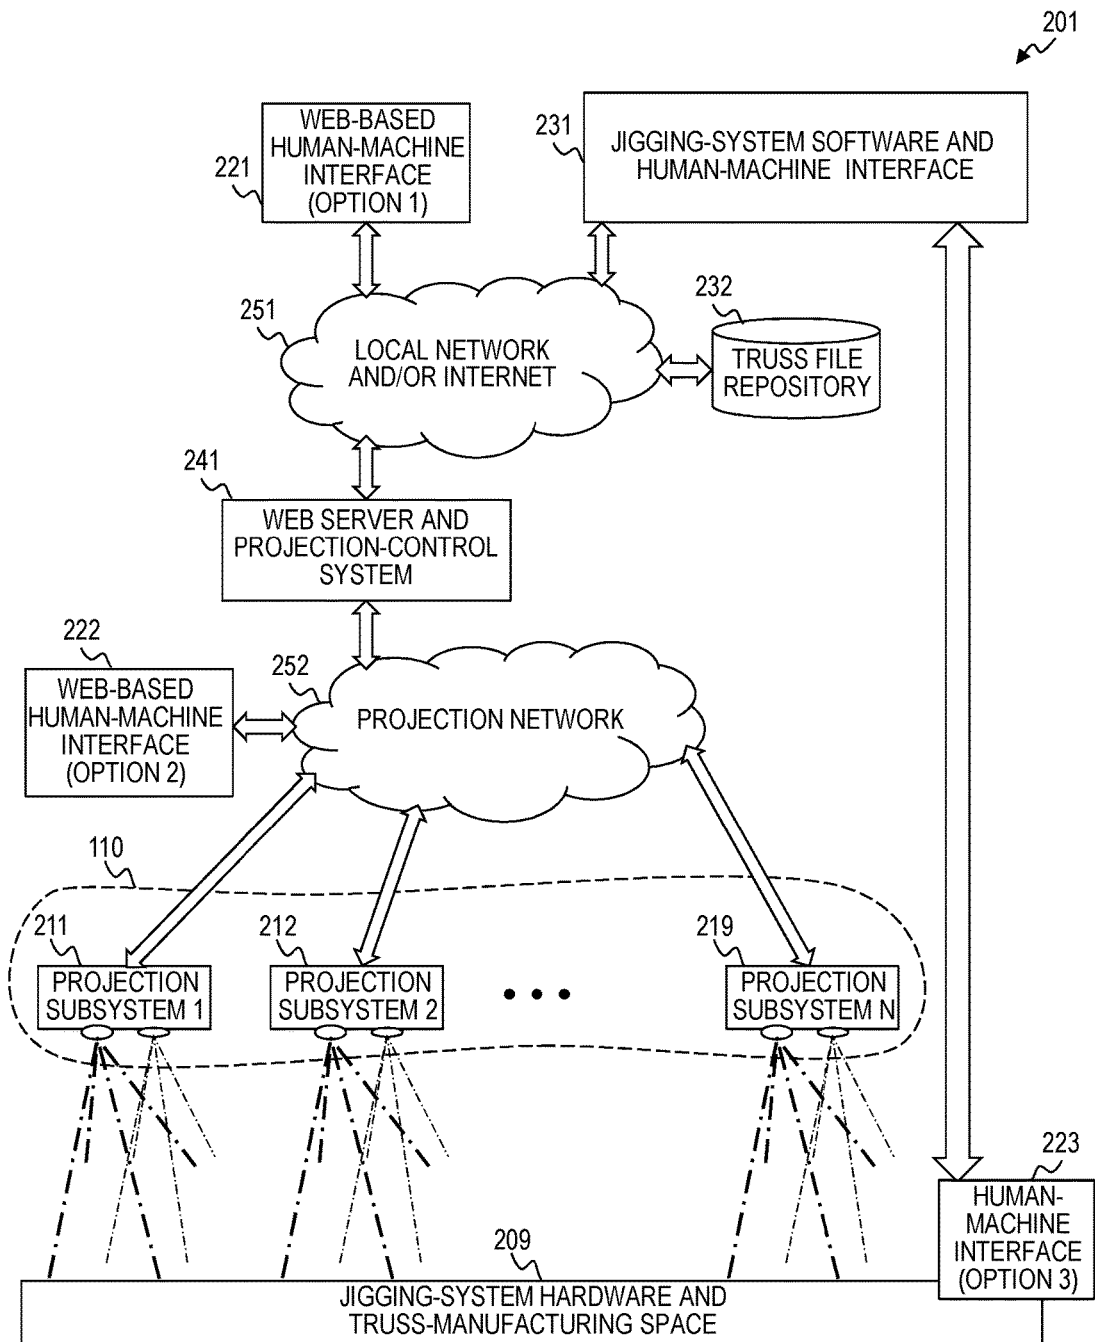 201
WEB-BASED
HUMAN-MACHINE
INTERFACE
(OPTION 1)
221
231
JIGGING-SYSTEM SOFTWARE AND
HUMAN-MACHINE INTERFACE
251
LOCAL NETWORK
AND/OR INTERNET
232
TRUSS FILE
REPOSITORY
241
WEB SERVER AND
PROJECTION-CONTROL
SYSTEM
222
WEB-BASED
HUMAN-MACHINE
INTERFACE
(OPTION 2)
252
PROJECTION NETWORK
110
211
PROJECTION
SUBSYSTEM 1
212
PROJECTION
SUBSYSTEM 2
• • •
219
PROJECTION
SUBSYSTEM N
223
HUMAN-
MACHINE
INTERFACE
(OPTION 3)
209
JIGGING-SYSTEM HARDWARE AND
TRUSS-MANUFACTURING SPACE